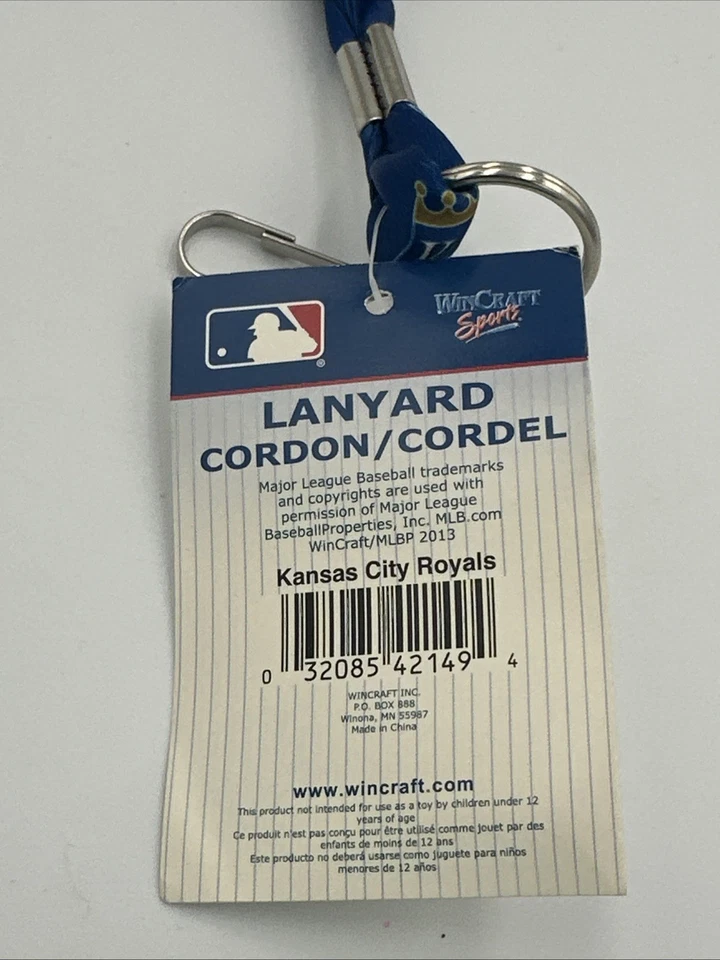 WINCRAFT
Sports
®
LANYARD
CORDON/CORDEL
Major League Baseball trademarks
and copyrights are used with
permission of Major League
BaseballProperties, Inc. MLB.com
WinCraft/MLBP 2013
Kansas City Royals
0 32085 42149 4
WINCRAFT INC.
P.O. BOX 888
Winona, MN 55987
Made in China
www.wincraft.com
This product not intended for use as a toy by children under 12
years of age
Ce produit n'est pas conçu pour être utilisé comme jouet par des
enfants de moins de 12 ans
Este producto no deberá usarse como juguete para niños
menores de 12 años